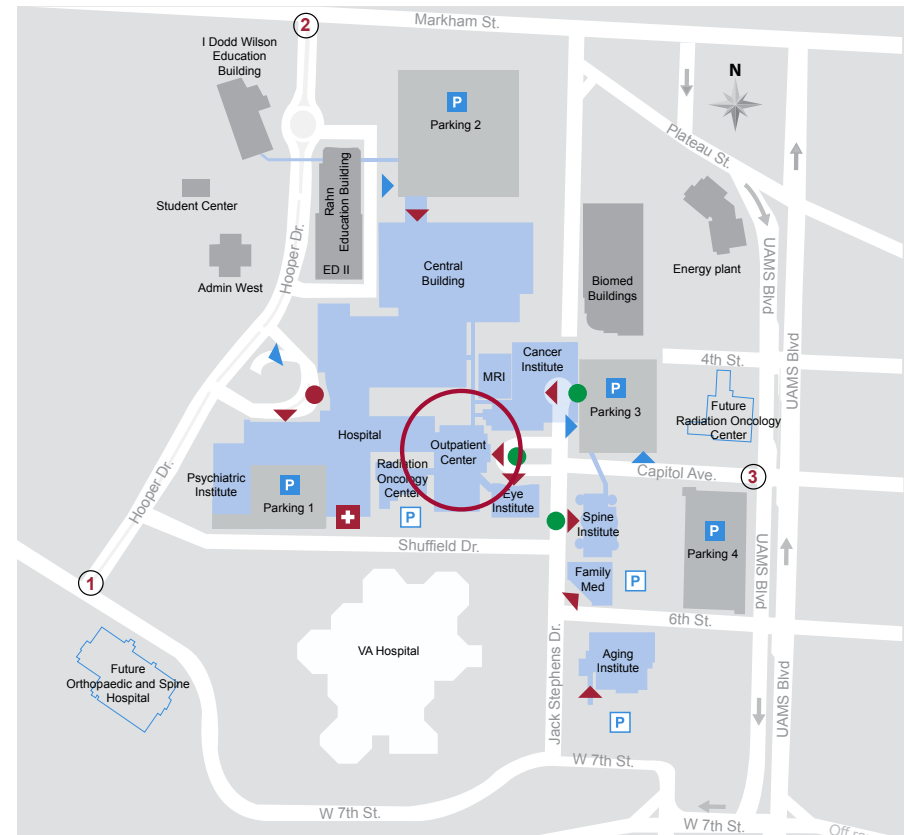 Markham St.
2
I Dodd Wilson
Education
Building
N
P
Parking 2
Plateau St.
Rahn
Education Building
Student Center
ED II
Hooper Dr.
Admin West
Central
Building
Biomed
Buildings
Energy plant
UAMS Blvd
UAMS Blvd
4th St.
Cancer
Institute
MRI
P
Parking 3
Future
Radiation Oncology
Center
Hospital
Outpatient
Center
Radiation
Oncology
Center
Capitol Ave.
3
Psychiatric
Institute
P
Parking 1
P
Eye
Institute
Hooper Dr.
Spine
Institute
P
Parking 4
Shuffield Dr.
UAMS Blvd
Family
Med
P
1
6th St.
VA Hospital
Jack Stephens Dr.
Aging
Institute
UAMS Blvd
Future
Orthopaedic and Spine
Hospital
P
W 7th St.
W 7th St.
W 7th St.
Off